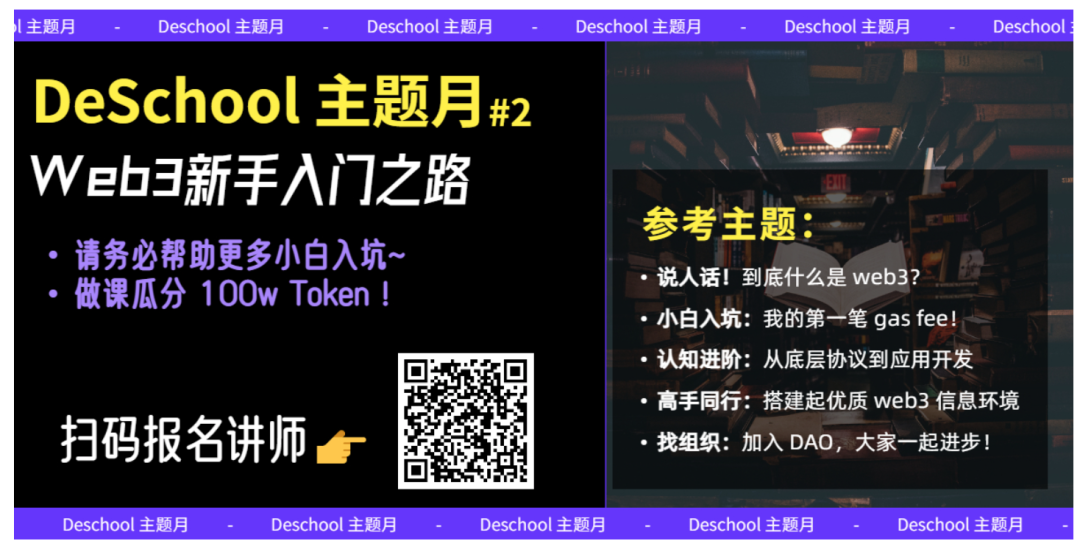 l 主题月 - Deschool 主题月 - Deschool 主题月 - Deschool 主题月 - Deschool 主题月 - Deschool
DeSchool 主题月#2
Web3新手入门之路
• 请务必帮助更多小白入坑~
• 做课瓜分 100w Token！
扫码报名讲师
EXIT
参考主题：
• 说人话！到底什么是 web3？
• 小白入坑：我的第一笔 gas fee！
• 认知进阶：从底层协议到应用开发
• 高手同行：搭建起优质 web3 信息环境
• 找组织：加入 DAO，大家一起进步！
Deschool 主题月 - Deschool 主题月 - Deschool 主题月 - Deschool 主题月 - Deschool 主题月 -